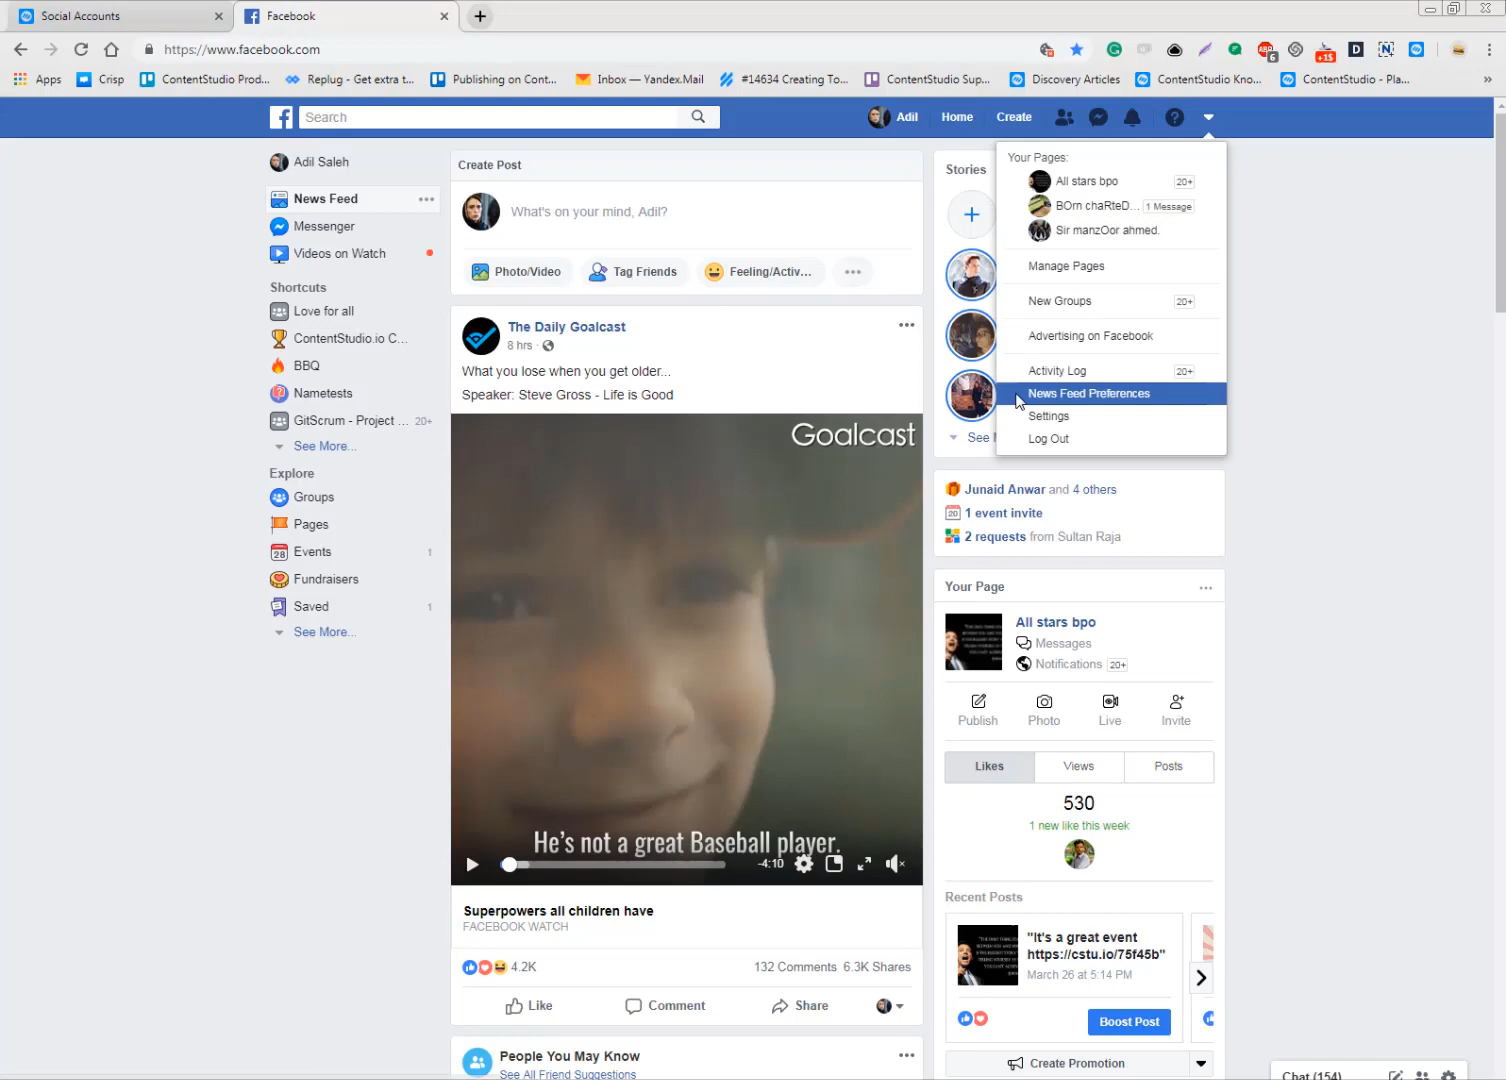 Social Accounts
Facebook
https://www.facebook.com
6
+1$
D
N
Apps
Crisp
ContentStudio Prod...
Replug - Get extra t...
Publishing on Cont...
Inbox — Yandex.Mail
#14634 Creating To...
ContentStudio Sup...
Discovery Articles
ContentStudio Kno...
ContentStudio - Pla...
Search
Adil
Home
Create
Adil Saleh
News Feed
Messenger
Videos on Watch
Shortcuts
Love for all
ContentStudio.io C...
BBQ
Nametests
GitScrum - Project ... 20+
See More...
Explore
Groups
Pages
28 Events 1
Fundraisers
Saved 1
See More...
Create Post
What's on your mind, Adil?
Photo/Video
Tag Friends
Feeling/Activ...
The Daily Goalcast
8 hrs ·
What you lose when you get older...
Speaker: Steve Gross - Life is Good
Goalcast
He's not a great Baseball player.
-4:10
Superpowers all children have
FACEBOOK WATCH
4.2K
132 Comments 6.3K Shares
Like
Comment
Share
People You May Know
See All Friend Suggestions
Stories
See M
Your Pages:
All stars bpo 20+
BOrn chaRteD... 1 Message
Sir manzOor ahmed.
Manage Pages
New Groups 20+
Advertising on Facebook
Activity Log 20+
News Feed Preferences
Settings
Log Out
Junaid Anwar and 4 others
20 1 event invite
2 requests from Sultan Raja
Your Page
All stars bpo
Messages
Notifications 20+
Publish
Photo
Live
Invite
Likes
Views
Posts
530
1 new like this week
Recent Posts
"It's a great event
https://cstu.io/75f45b"
March 26 at 5:14 PM
Boost Post
Create Promotion
Chat (154)